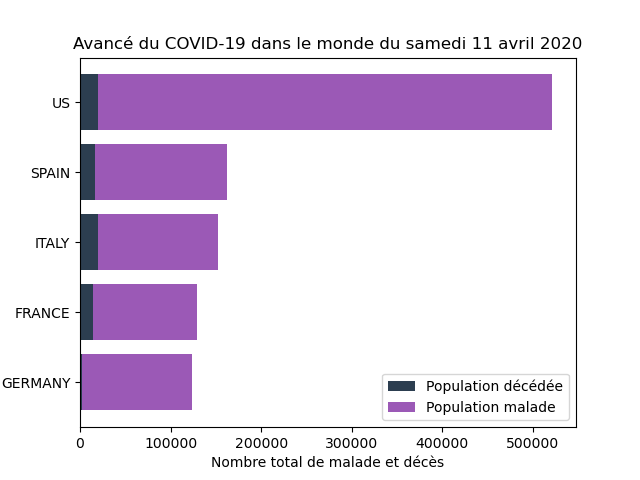 Avancé du COVID-19 dans le monde du samedi 11 avril 2020
US
SPAIN
ITALY
FRANCE
GERMANY
Population décédée
Population malade
0 100000 200000 300000 400000 500000
Nombre total de malade et décès